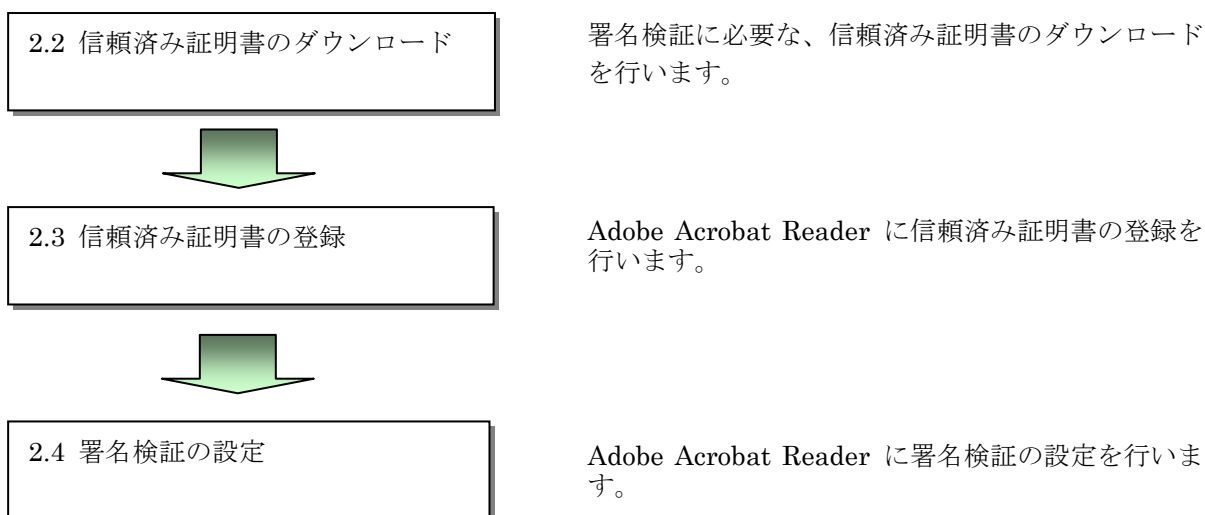 2.2 信頼済み証明書のダウンロード
署名検証に必要な、信頼済み証明書のダウンロード
を行います。
2.3 信頼済み証明書の登録
Adobe Acrobat Reader に信頼済み証明書の登録を
行います。
2.4 署名検証の設定
Adobe Acrobat Reader に署名検証の設定を行いま
す。